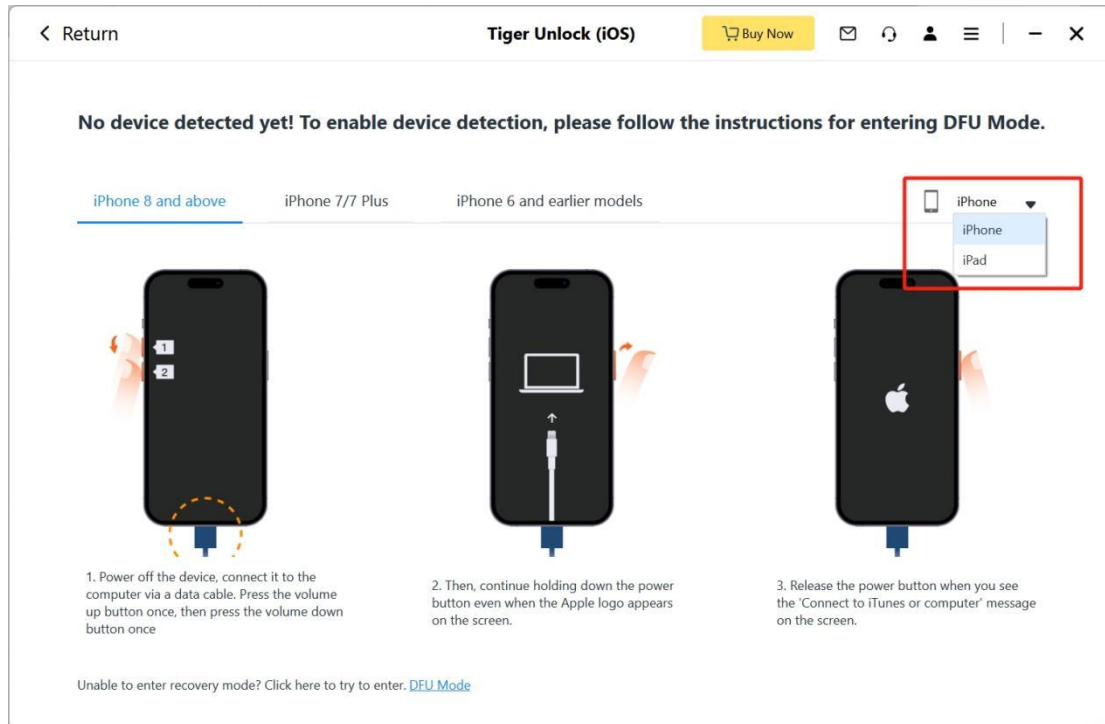 Return
Tiger Unlock (iOS)
Buy Now
No device detected yet! To enable device detection, please follow the instructions for entering DFU Mode.
iPhone 8 and above
iPhone 7/7 Plus
iPhone 6 and earlier models
iPhone
iPhone
iPad
1
2
1. Power off the device, connect it to the
computer via a data cable. Press the volume
up button once, then press the volume down
button once
2. Then, continue holding down the power
button even when the Apple logo appears
on the screen.
3. Release the power button when you see
the 'Connect to iTunes or computer' message
on the screen.
Unable to enter recovery mode? Click here to try to enter. DFU Mode